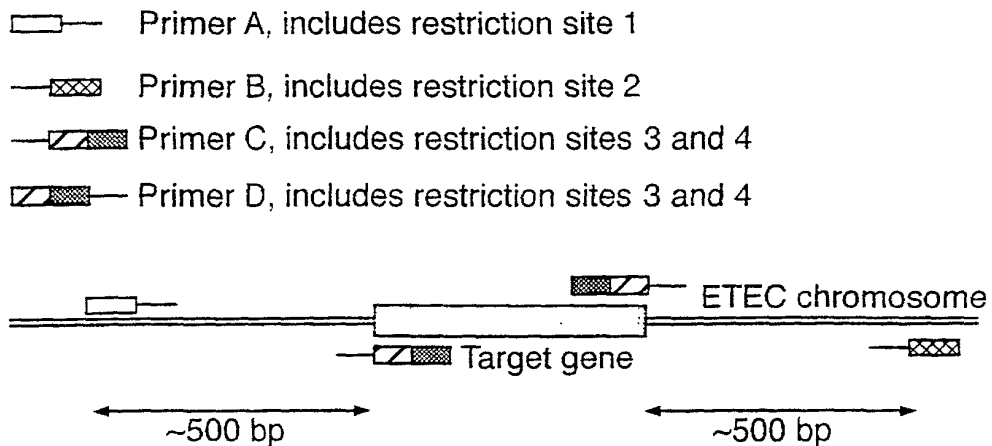 Primer A, includes restriction site 1
Primer B, includes restriction site 2
Primer C, includes restriction sites 3 and 4
Primer D, includes restriction sites 3 and 4
ETEC chromosome
Target gene
~500 bp
~500 bp